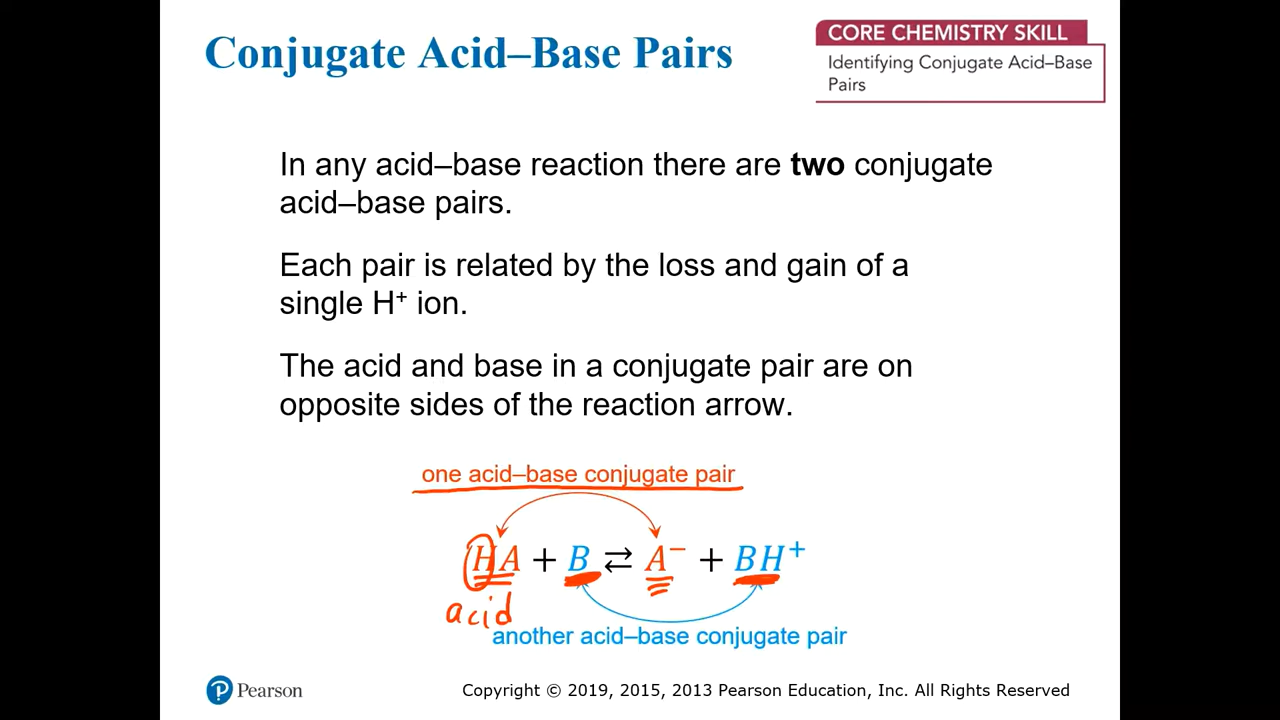 Conjugate Acid–Base Pairs
CORE CHEMISTRY SKILL
Identifying Conjugate Acid–Base
Pairs
In any acid–base reaction there are two conjugate
acid–base pairs.
Each pair is related by the loss and gain of a
single H⁺ ion.
The acid and base in a conjugate pair are on
opposite sides of the reaction arrow.
one acid–base conjugate pair
HA + B ⇄ A⁻ + BH⁺
acid
another acid–base conjugate pair
Pearson
Copyright © 2019, 2015, 2013 Pearson Education, Inc. All Rights Reserved